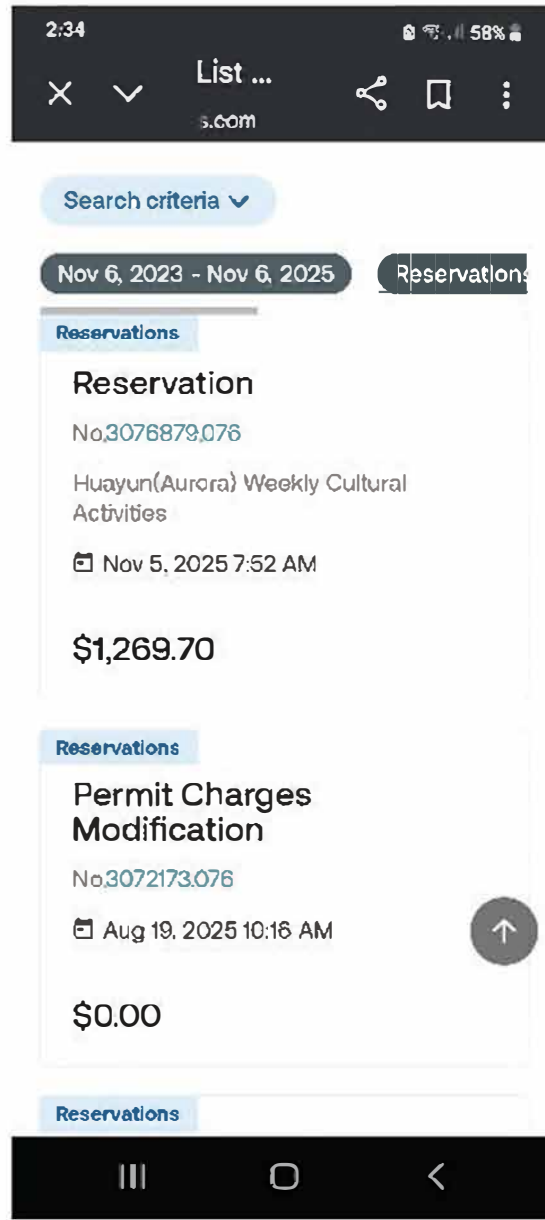 2:34
58%
List ...
s.com
Search criteria
Nov 6, 2023 - Nov 6, 2025
Reservations
Reservations
Reservation
No.3076879.076
Huayun(Aurora) Weekly Cultural
Activities
Nov 5, 2025 7:52 AM
$1,269.70
Reservations
Permit Charges
Modification
No.3072173.076
Aug 19, 2025 10:16 AM
$0.00
Reservations